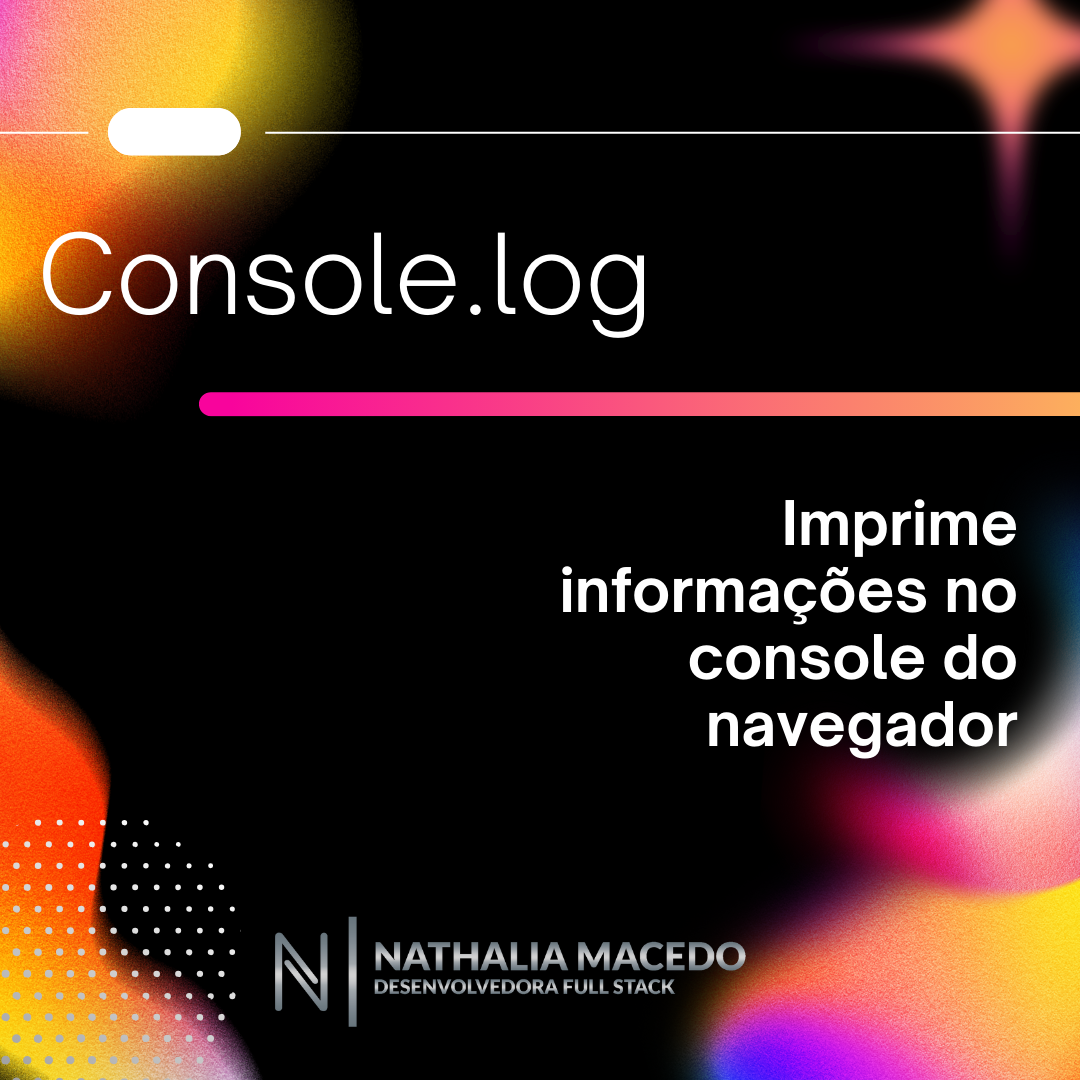 Console.log
Imprime
informações no
console do
navegador
N
NATHALIA MACEDO
DESENVOLVEDORA FULL STACK